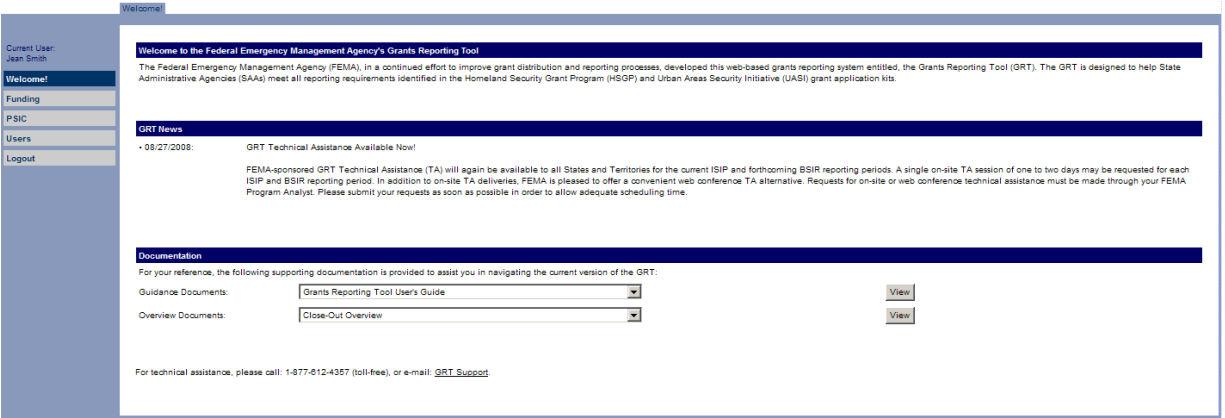 Welcome!
Current User:
Jean Smith
Welcome!
Funding
PSIC
Users
Logout
Welcome to the Federal Emergency Management Agency's Grants Reporting Tool
The Federal Emergency Management Agency (FEMA), in a continued effort to improve grant distribution and reporting processes, developed this web-based grants reporting system entitled, the Grants Reporting Tool (GRT). The GRT is designed to help State
Administrative Agencies (SAAs) meet all reporting requirements identified in the Homeland Security Grant Program (HSGP) and Urban Areas Security Initiative (UASI) grant application kits.
GRT News
• 08/27/2008: GRT Technical Assistance Available Now!
FEMA-sponsored GRT Technical Assistance (TA) will again be available to all States and Territories for the current ISIP and forthcoming BSIR reporting periods. A single on-site TA session of one to two days may be requested for each
ISIP and BSIR reporting period. In addition to on-site TA deliveries, FEMA is pleased to offer a convenient web conference TA alternative. Requests for on-site or web conference technical assistance must be made through your FEMA
Program Analyst. Please submit your requests as soon as possible in order to allow adequate scheduling time.
Documentation
For your reference, the following supporting documentation is provided to assist you in navigating the current version of the GRT:
Guidance Documents: Grants Reporting Tool User's Guide View
Overview Documents: Close-Out Overview View
For technical assistance, please call: 1-877-612-4357 (toll-free), or e-mail: GRT Support.